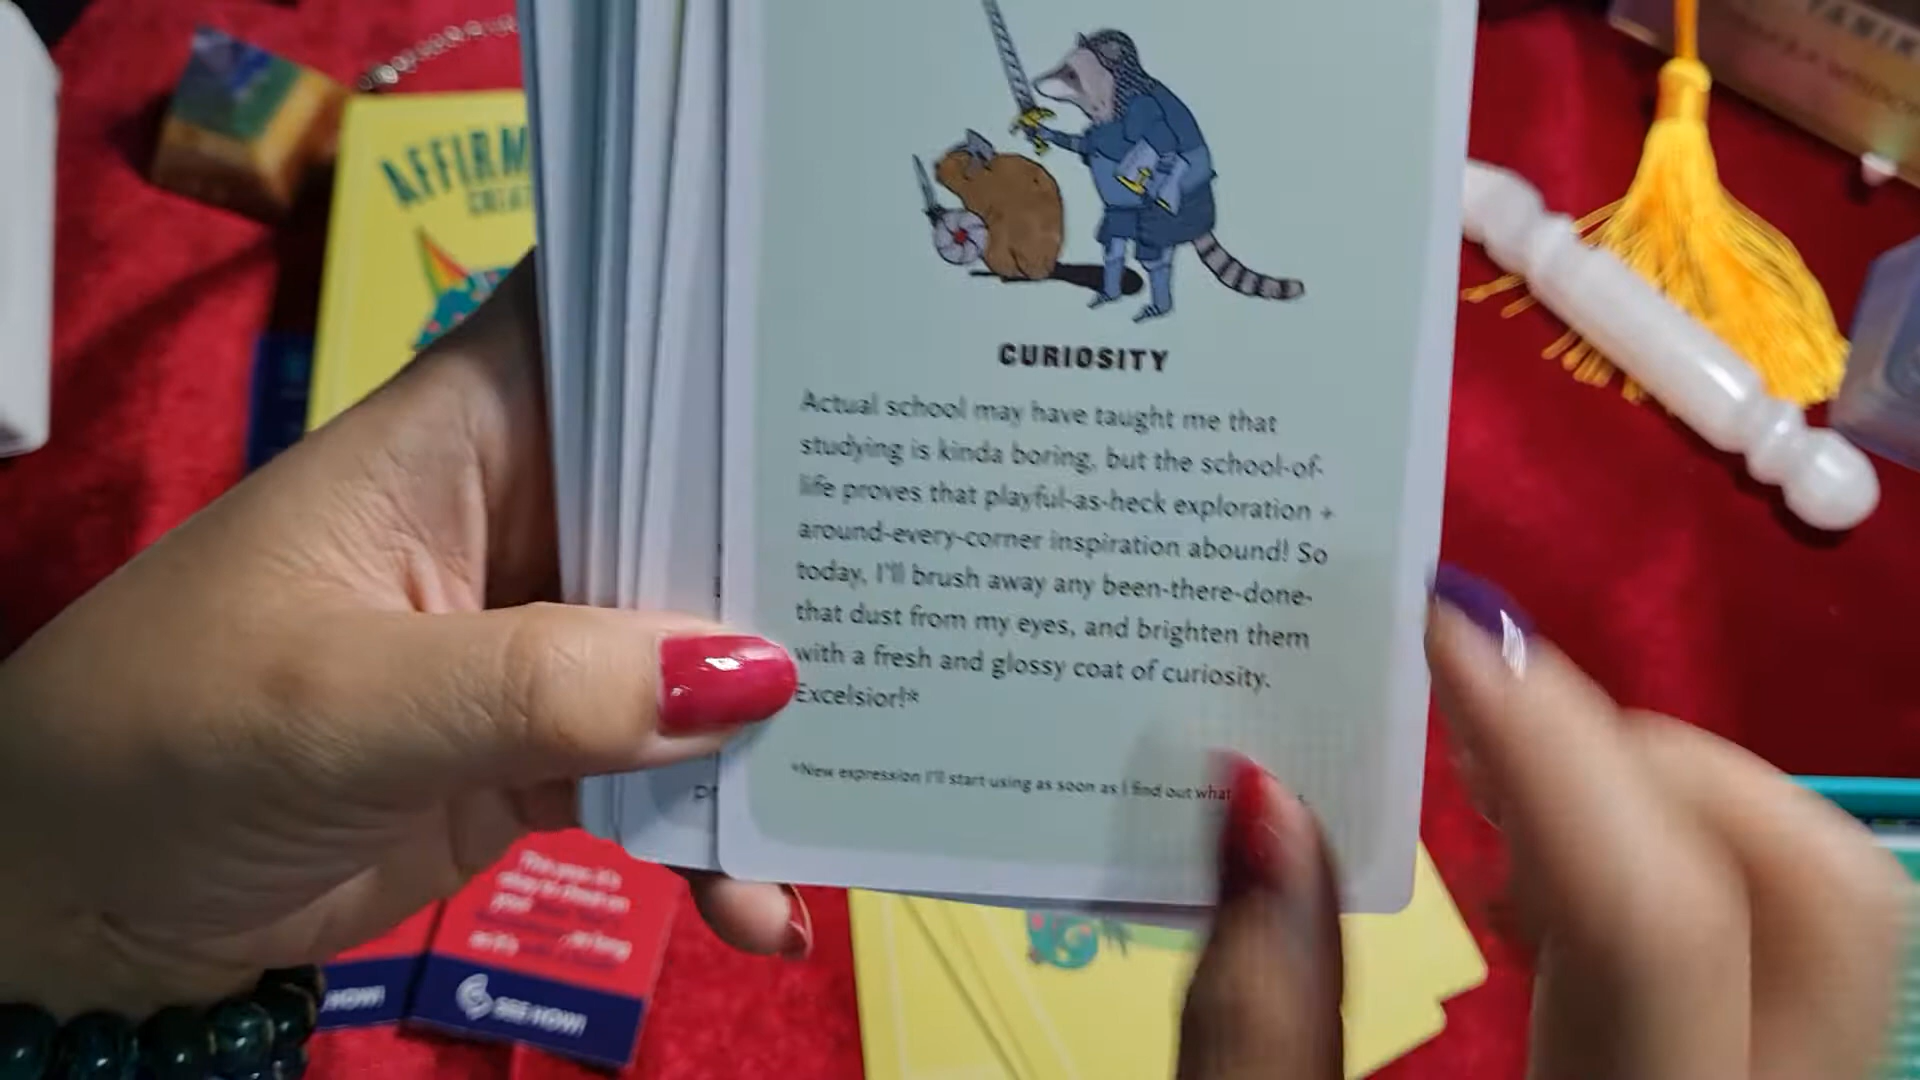 CURIOSITY
Actual school may have taught me that
studying is kinda boring, but the school-of-
life proves that playful-as-heck exploration +
around-every-corner inspiration abound! So
today, I'll brush away any been-there-done-
that dust from my eyes, and brighten them
with a fresh and glossy coat of curiosity.
Excelsior!*
*New expression I'll start using as soon as I find out what
AFFIRM
CREAT
HOW!
SEE HOW!